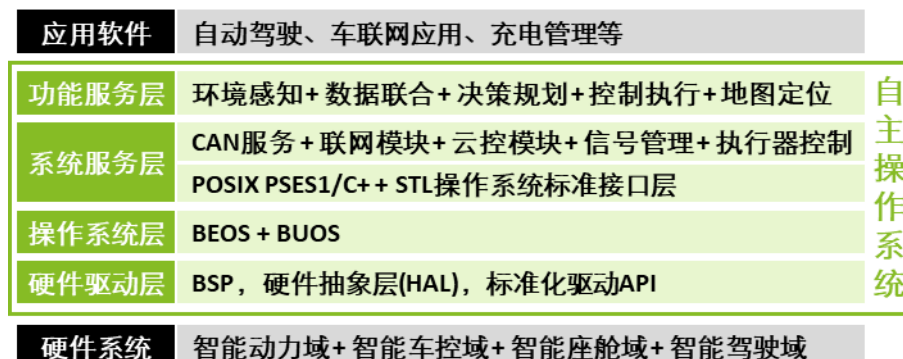 应用软件 自动驾驶、车联网应用、充电管理等
功能服务层 环境感知+数据联合+决策规划+控制执行+地图定位
系统服务层 CAN服务+联网模块+云控模块+信号管理+执行器控制
POSIX PSES1/C++ STL操作系统标准接口层
操作系统层 BEOS + BUOS
硬件驱动层 BSP，硬件抽象层(HAL)，标准化驱动API
自主操作系统
硬件系统 智能动力域+智能车控域+智能座舱域+智能驾驶域